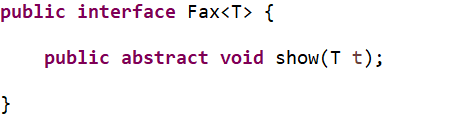 public interface Fax<T> {
public abstract void show(T t);
}